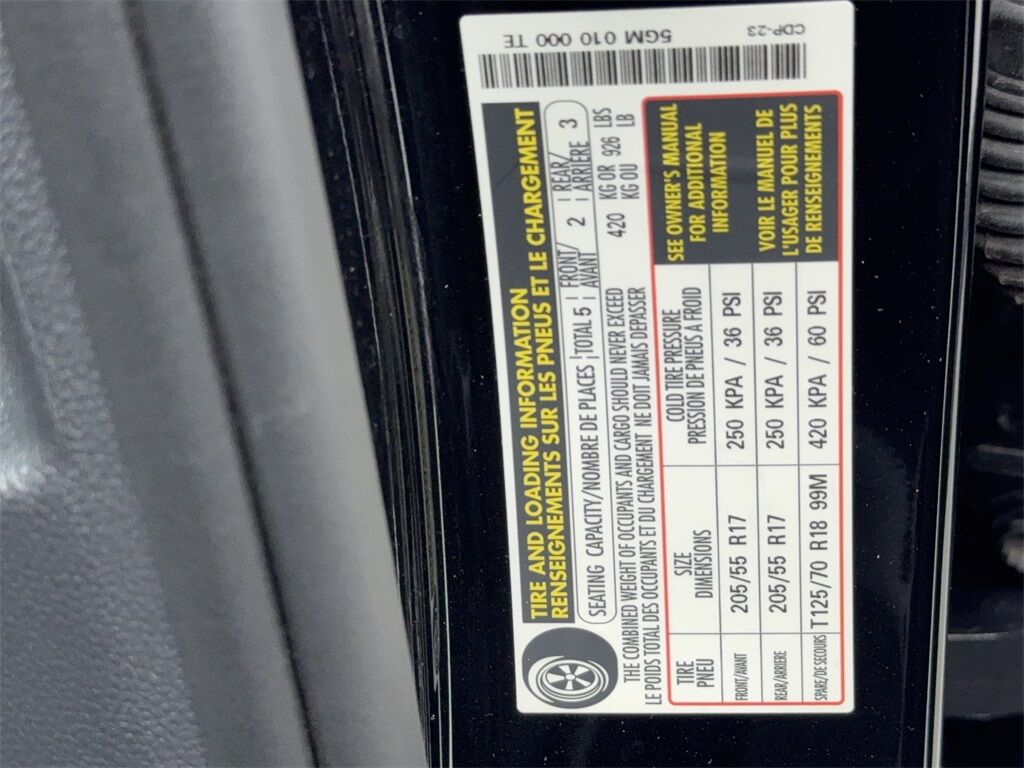 5GM 010 000 TE
CDP-23
TIRE AND LOADING INFORMATION
RENSEIGNEMENTS SUR LES PNEUS ET LE CHARGEMENT
SEATING CAPACITY/NOMBRE DE PLACES | TOTAL 5 | FRONT/AVANT 2 | REAR/ARRIÈRE 3
THE COMBINED WEIGHT OF OCCUPANTS AND CARGO SHOULD NEVER EXCEED 420 KG OR 926 LBS
LE POIDS TOTAL DES OCCUPANTS ET DU CHARGEMENT NE DOIT JAMAIS DEPASSER KG OU LB
TIRE PNEU
SIZE DIMENSIONS
COLD TIRE PRESSURE
PRESSION DE PNEUS A FROID
FRONT/AVANT 205/55 R17 250 KPA / 36 PSI
REAR/ARRIERE 205/55 R17 250 KPA / 36 PSI
SPARE/DE SECOURS T125/70 R18 99M 420 KPA / 60 PSI
SEE OWNER'S MANUAL
FOR ADDITIONAL
INFORMATION
VOIR LE MANUEL DE
L'USAGER POUR PLUS
DE RENSEIGNEMENTS